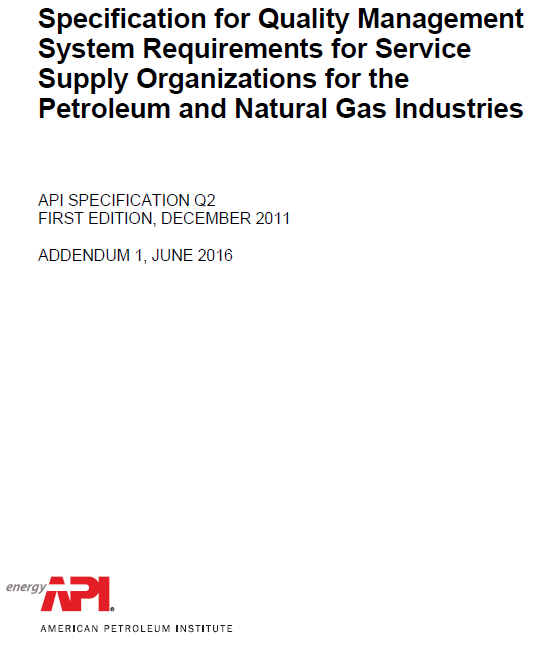 Specification for Quality Management
System Requirements for Service
Supply Organizations for the
Petroleum and Natural Gas Industries
API SPECIFICATION Q2
FIRST EDITION, DECEMBER 2011
ADDENDUM 1, JUNE 2016
energy API®
AMERICAN PETROLEUM INSTITUTE